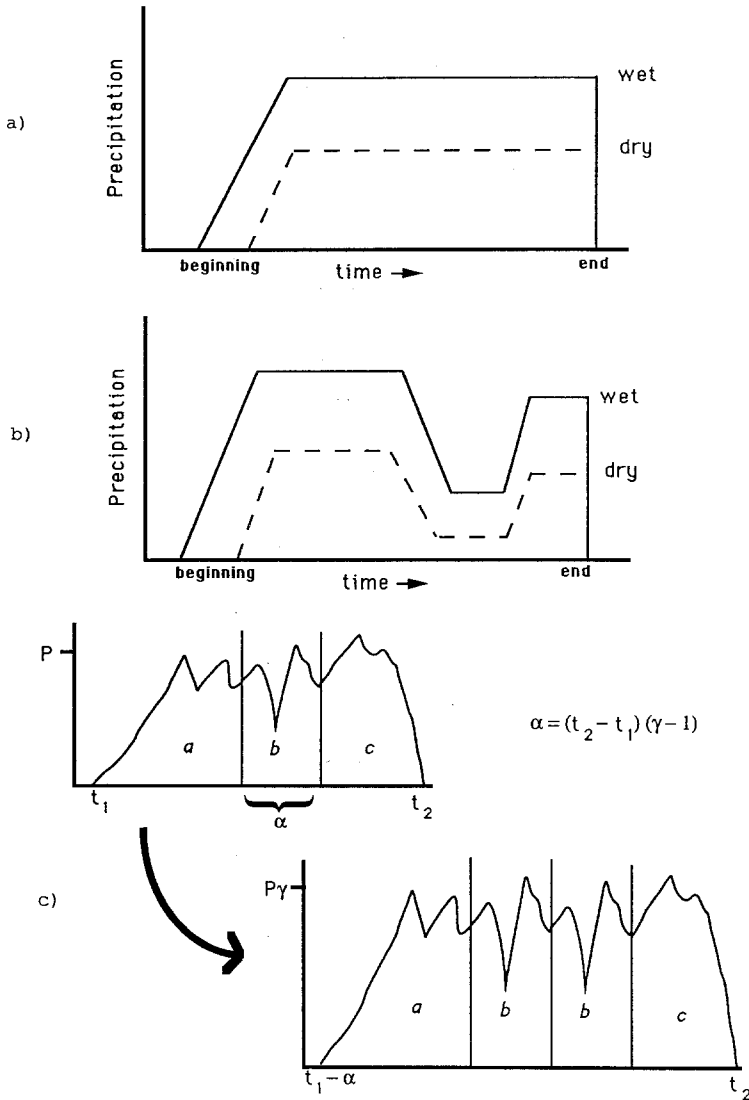 Precipitation
wet
a)
dry
beginning
end
time →
Precipitation
wet
b)
dry
beginning
end
time →
P
α=(t₂−t₁)(γ−1)
a
b
c
t₁
t₂
α
Pγ
c)
a
b
b
c
t₁−α
t₂